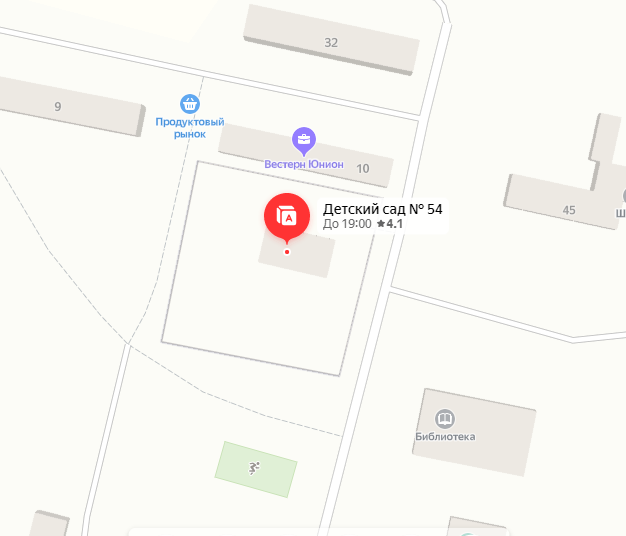 32
9
Продуктовый
рынок
Вестерн Юнион
10
Детский сад № 54
До 19:00 ★4.1
45
Библиотека